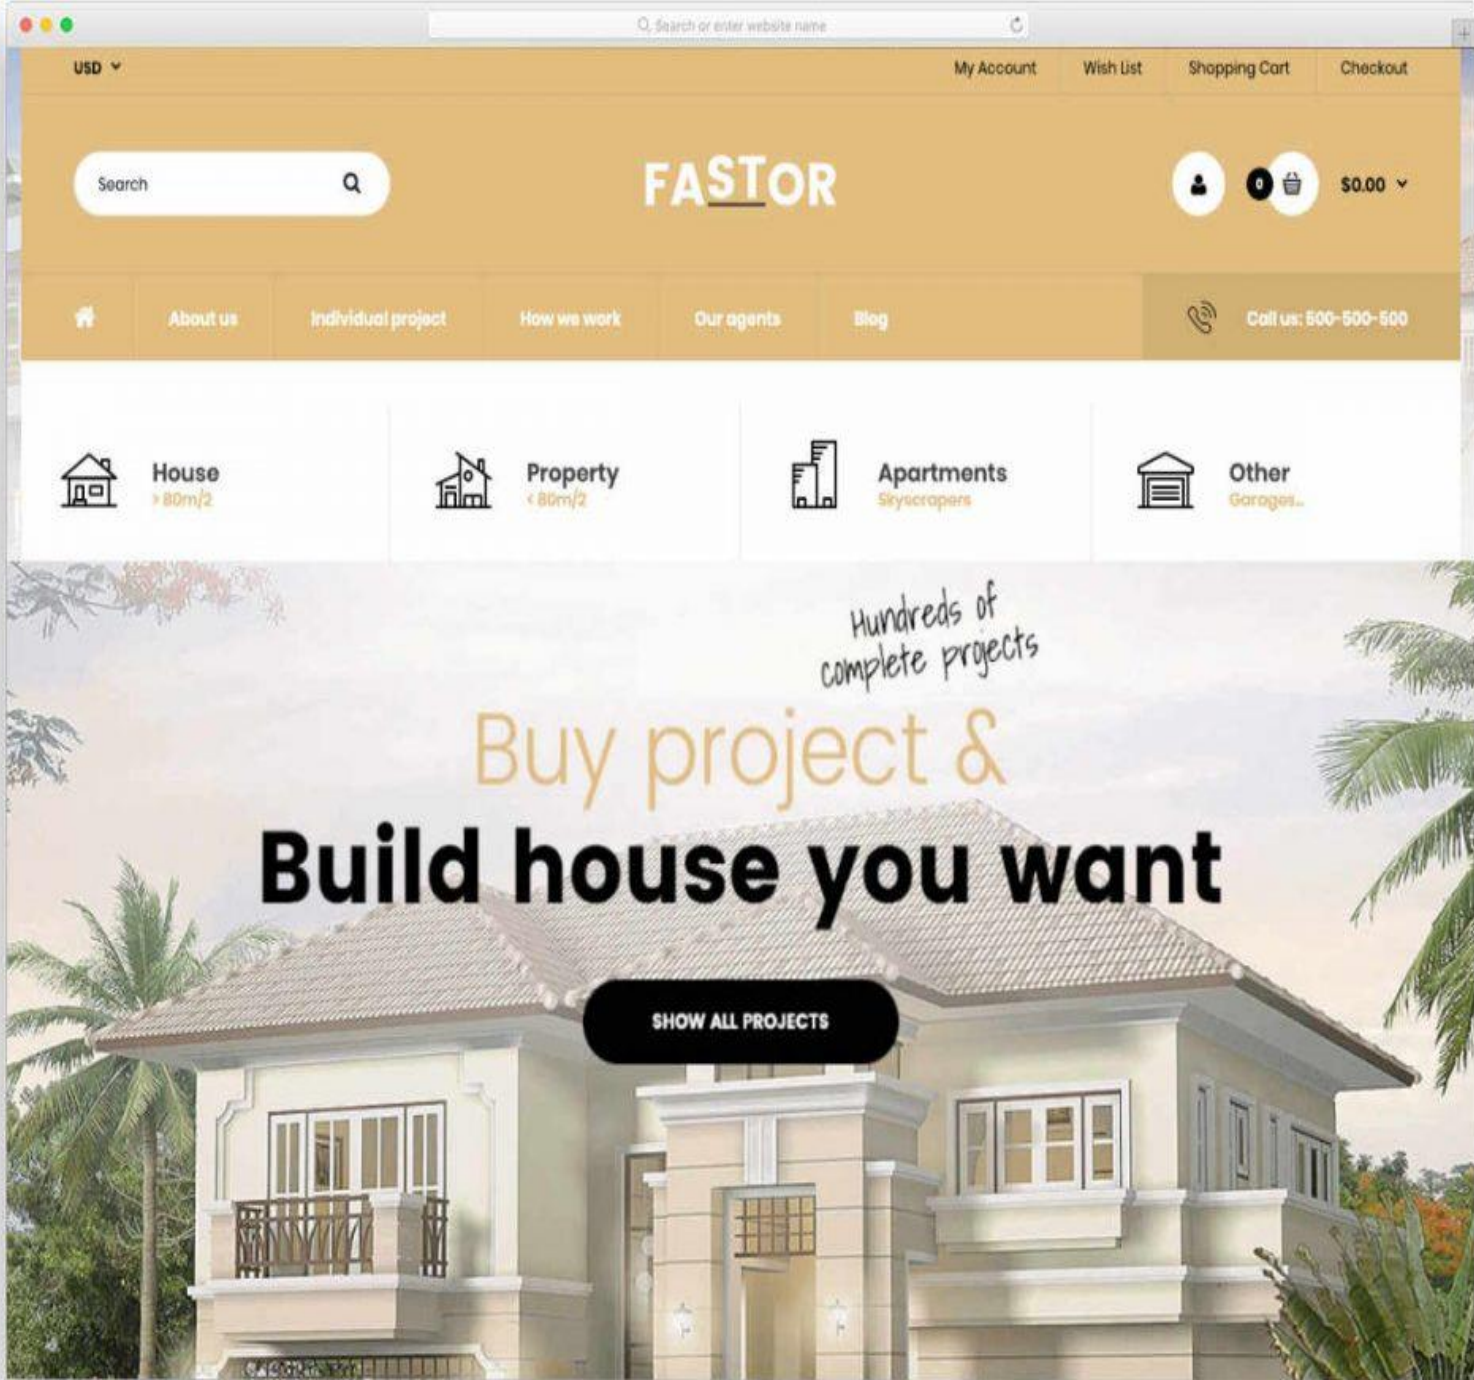 Search or enter website name
USD
My Account
Wish List
Shopping Cart
Checkout
Search
FASTOR
0
$0.00
About us
Individual project
How we work
Our agents
Blog
Call us: 500-500-500
House
> 80m/2
Property
< 80m/2
Apartments
Skyscrapers
Other
Garages..
Hundreds of
complete projects
Buy project &
Build house you want
SHOW ALL PROJECTS